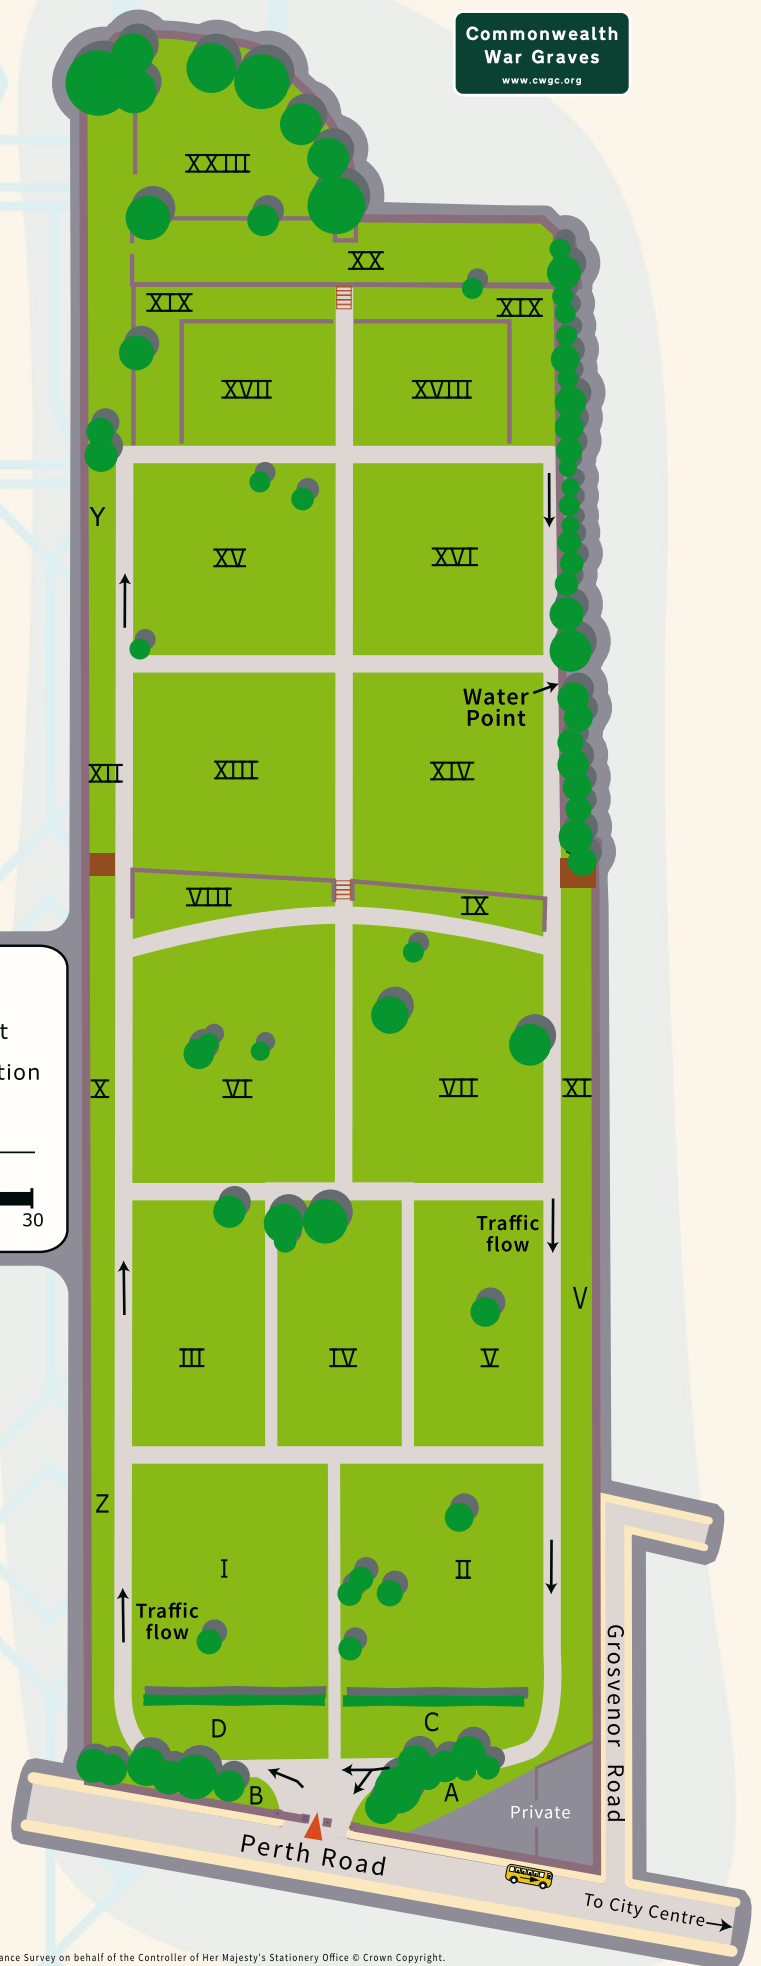 Commonwealth
War Graves
www.cwgc.org
XXIII
XX
XIX
XIX
XVII
XVIII
Y
XV
XVI
Water
Point
XII
XIII
XIV
VIII
IX
t
tion
X
VI
VII
XI
30
Traffic
flow
V
III
IV
V
Z
I
II
Traffic
flow
Grosvenor Road
D
C
B
A
Private
Perth Road
To City Centre
ance Survey on behalf of the Controller of Her Majesty's Stationery Office © Crown Copyright.